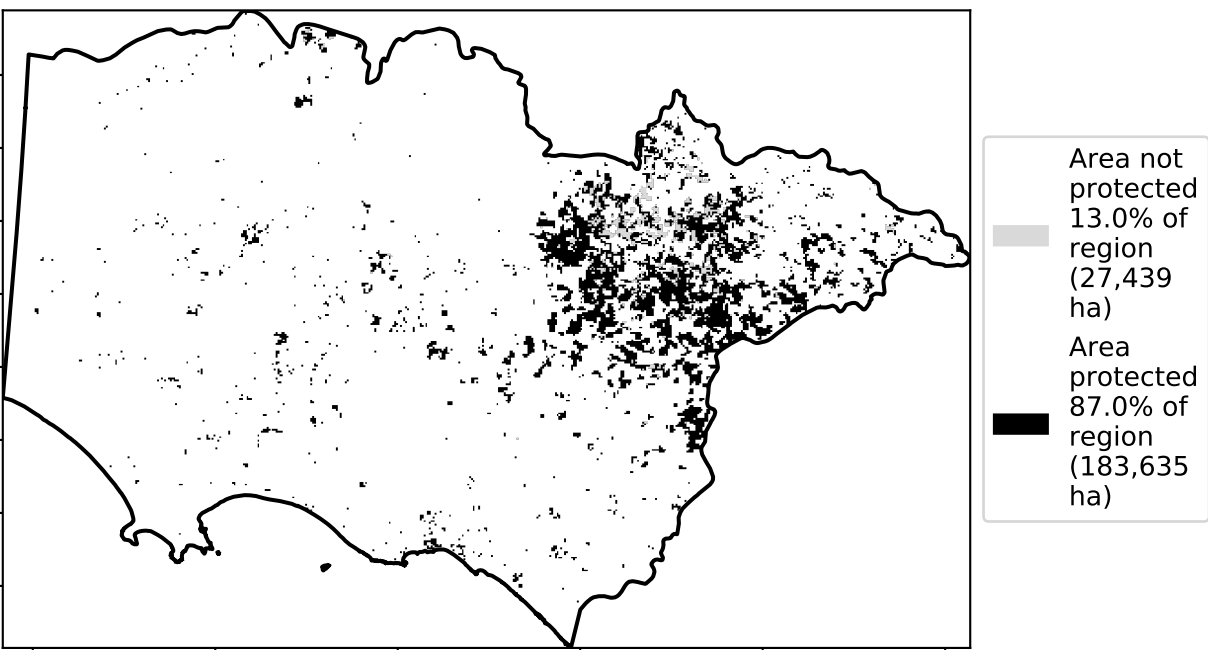 Area not
protected
13.0% of
region
(27,439
ha)
Area
protected
87.0% of
region
(183,635
ha)